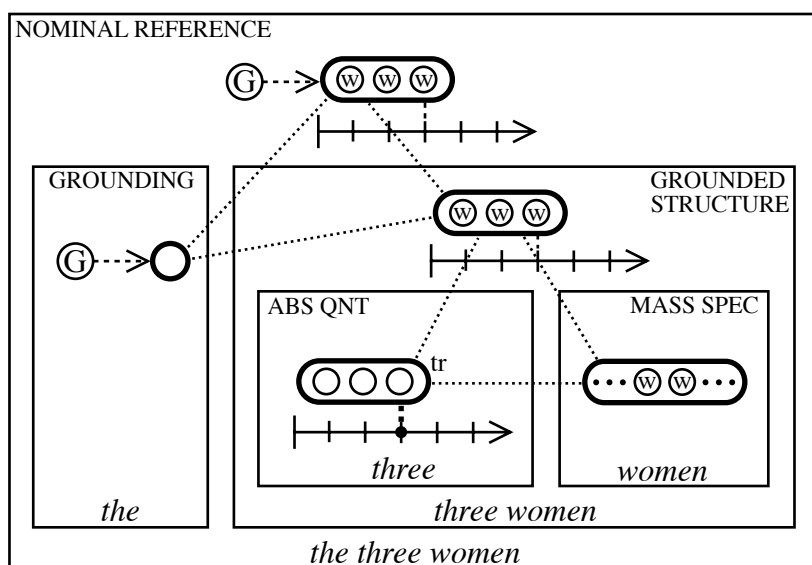 NOMINAL REFERENCE
G
w w w
GROUNDING
G
the
GROUNDED
STRUCTURE
w w w
ABS QNT
tr
three
MASS SPEC
w w
women
three women
the three women